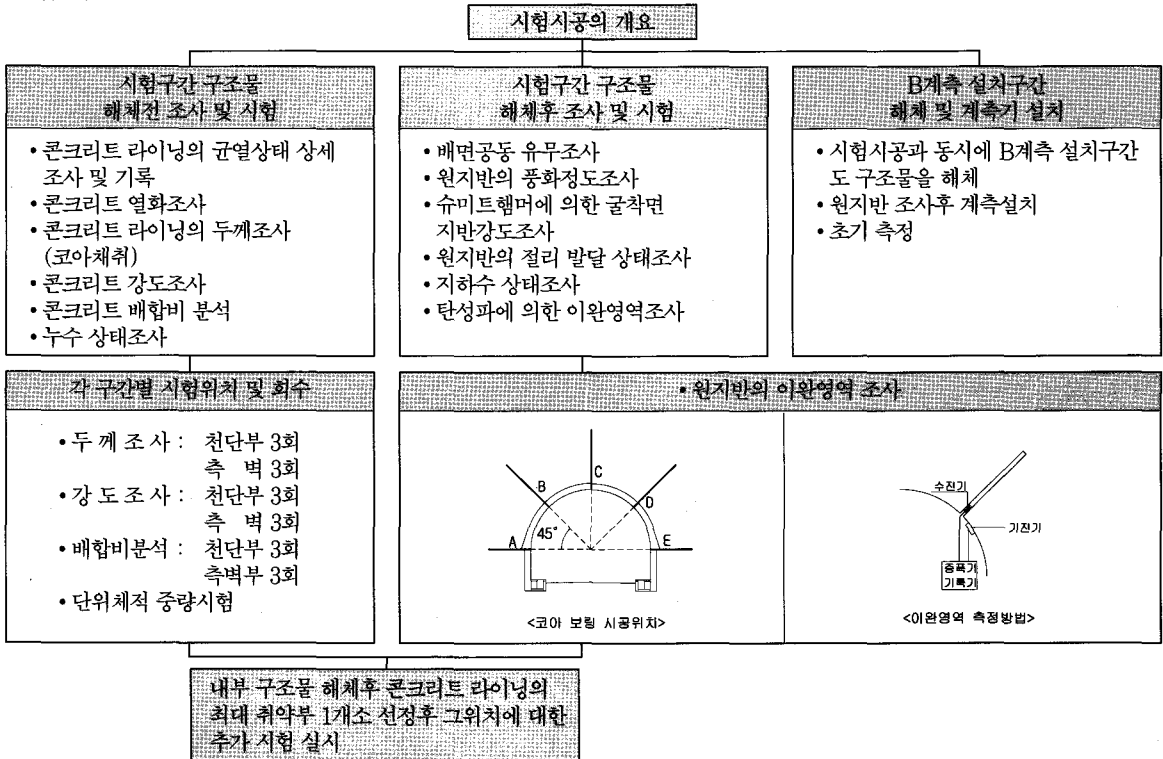 시험시공의 개요
시험구간 구조물
해체전 조사 및 시험
• 콘크리트 라이닝의 균열상태 상세
조사 및 기록
• 콘크리트 열화조사
• 콘크리트 라이닝의 두께조사
(코아채취)
• 콘크리트 강도조사
• 콘크리트 배합비 분석
• 누수 상태조사
시험구간 구조물
해체후 조사 및 시험
• 배면공동 유무조사
• 원지반의 풍화정도조사
• 슈미트햄머에 의한 굴착면
지반강도조사
• 원지반의 절리 발달 상태조사
• 지하수 상태조사
• 탄성파에 의한 이완영역조사
B계측 설치구간
해체 및 계측기 설치
• 시험시공과 동시에 B계측 설치구간
도 구조물을 해체
• 원지반 조사후 계측설치
• 초기 측정
각 구간별 시험위치 및 회수
• 두 께 조 사 : 천단부 3회
측 벽 3회
• 강 도 조 사 : 천단부 3회
측 벽 3회
• 배합비분석 : 천단부 3회
측벽부 3회
• 단위체적 중량시험
• 원지반의 이완영역 조사
A
B
C
D
E
45°
<코아 보링 시공위치>
수진기
기진기
증폭기
기록기
<이완영역 측정방법>
내부 구조물 해체후 콘크리트 라이닝의
최대 취약부 1개소 선정후 그위치에 대한
추가 시험 실시